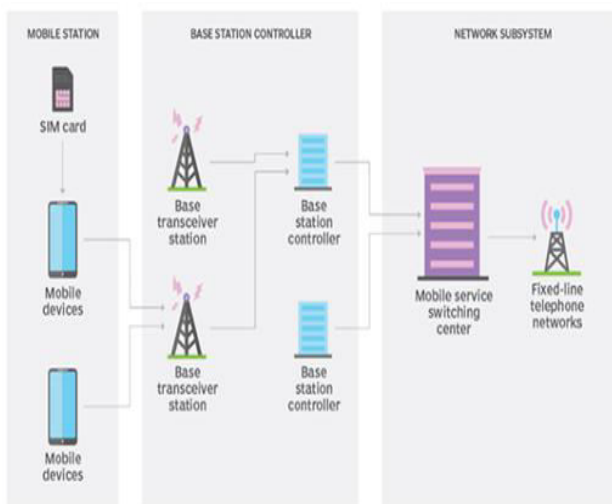 MOBILE STATION
BASE STATION CONTROLLER
NETWORK SUBSYSTEM
SIM card
Base
transceiver
station
Base
station
controller
Mobile
devices
Mobile service
switching
center
Fixed-line
telephone
networks
Base
transceiver
station
Base
station
controller
Mobile
devices